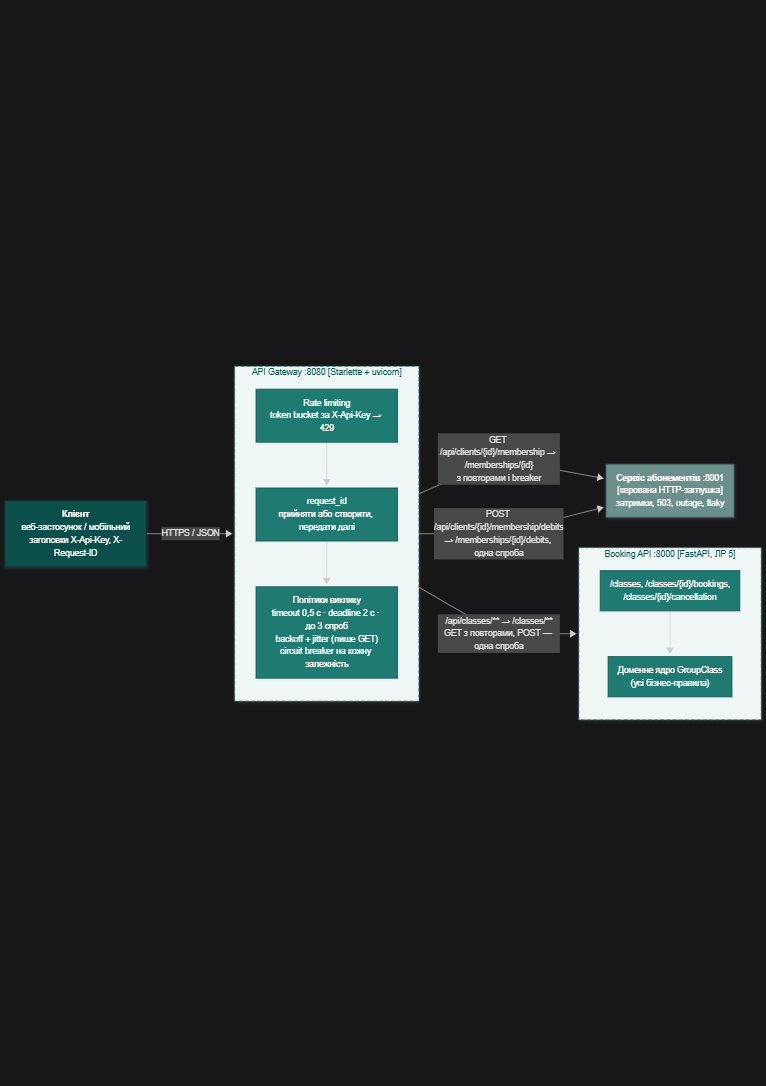 Клієнт
веб-застосунок / мобільний
заголовки X-Api-Key, X-
Request-ID
HTTPS / JSON
API Gateway :8080 [Starlette + uvicorn]
Rate limiting
token bucket за X-Api-Key →
429
request_id
прийняти або створити,
передати далі
Політики виклику
timeout 0,5 с · deadline 2 с ·
до 3 спроб
backoff + jitter (лише GET)
circuit breaker на кожну
залежність
GET
/api/clients/{id}/membership →
/memberships/{id}
з повторами і breaker
POST
/api/clients/{id}/membership/debits
→ /memberships/{id}/debits,
одна спроба
/api/classes/** → /classes/**
GET з повторами, POST —
одна спроба
Сервіс абонементів :8001
[керована HTTP-заглушка]
затримки, 503, outage, flaky
Booking API :8000 [FastAPI, ЛР 5]
/classes, /classes/{id}/bookings,
/classes/{id}/cancellation
Доменне ядро GroupClass
(усі бізнес-правила)